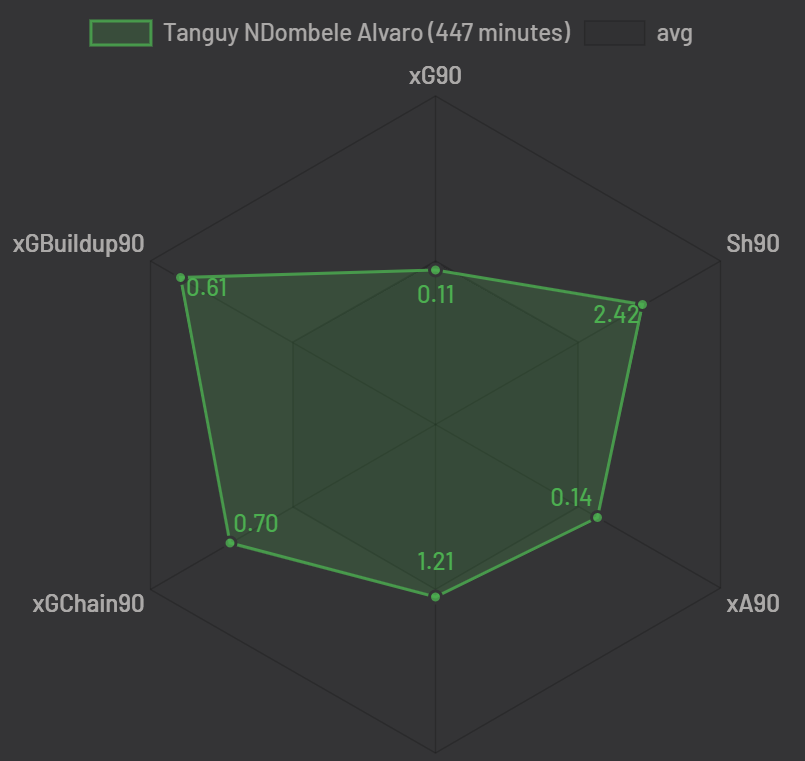 Tanguy NDombele Alvaro (447 minutes) avg
xG90
xGBuildup90
Sh90
0.61
0.11
2.42
0.14
0.70
1.21
xGChain90
xA90